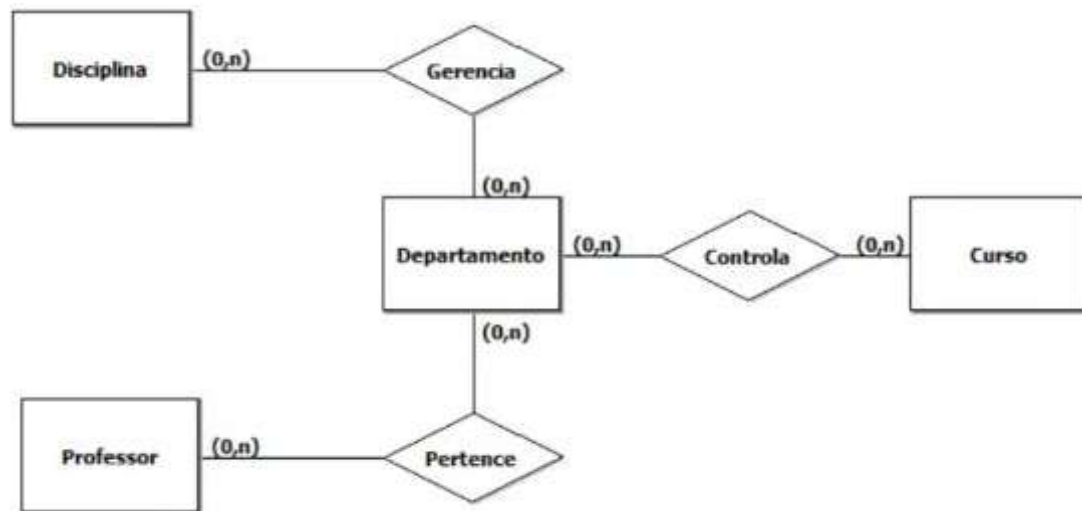 Disciplina
(0,n)
Gerencia
(0,n)
Departamento
(0,n)
Controla
(0,n)
Curso
(0,n)
Professor
(0,n)
Pertence